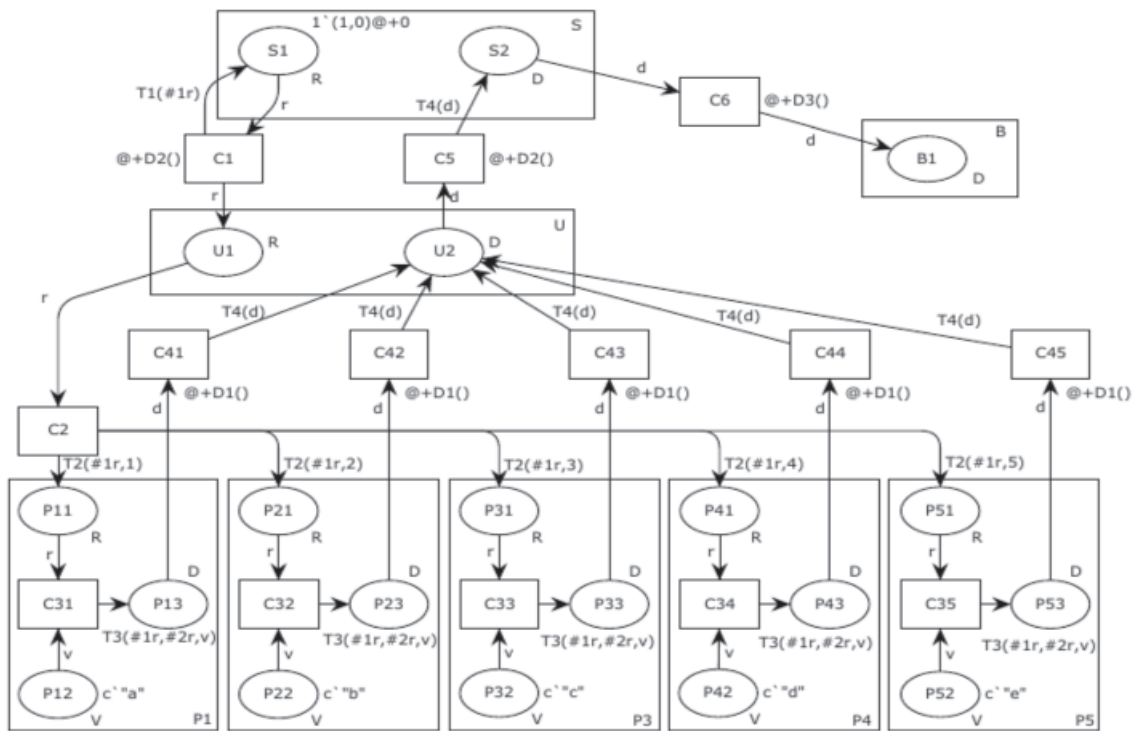 1`(1,0)@+0 S
S1 S2
R D
d
T1(#1r) r T4(d) C6 @+D3()
@+D2() C1 C5 @+D2() d B
B1
r d D
U
U1 R U2 D
r
T4(d) T4(d) T4(d) T4(d) T4(d)
C41 C42 C43 C44 C45
@+D1() @+D1() @+D1() @+D1() @+D1()
d d d d d
C2
T2(#1r,1) T2(#1r,2) T2(#1r,3) T2(#1r,4) T2(#1r,5)
P11 P21 P31 P41 P51
R R R R R
r r r r r
D D D D D
C31 P13 C32 P23 C33 P33 C34 P43 C35 P53
T3(#1r,#2r,v) T3(#1r,#2r,v) T3(#1r,#2r,v) T3(#1r,#2r,v) T3(#1r,#2r,v)
v v v v v
P12 c`"a" P22 c`"b" P32 c`"c" P42 c`"d" P52 c`"e"
V P1 V V P3 V P4 V P5